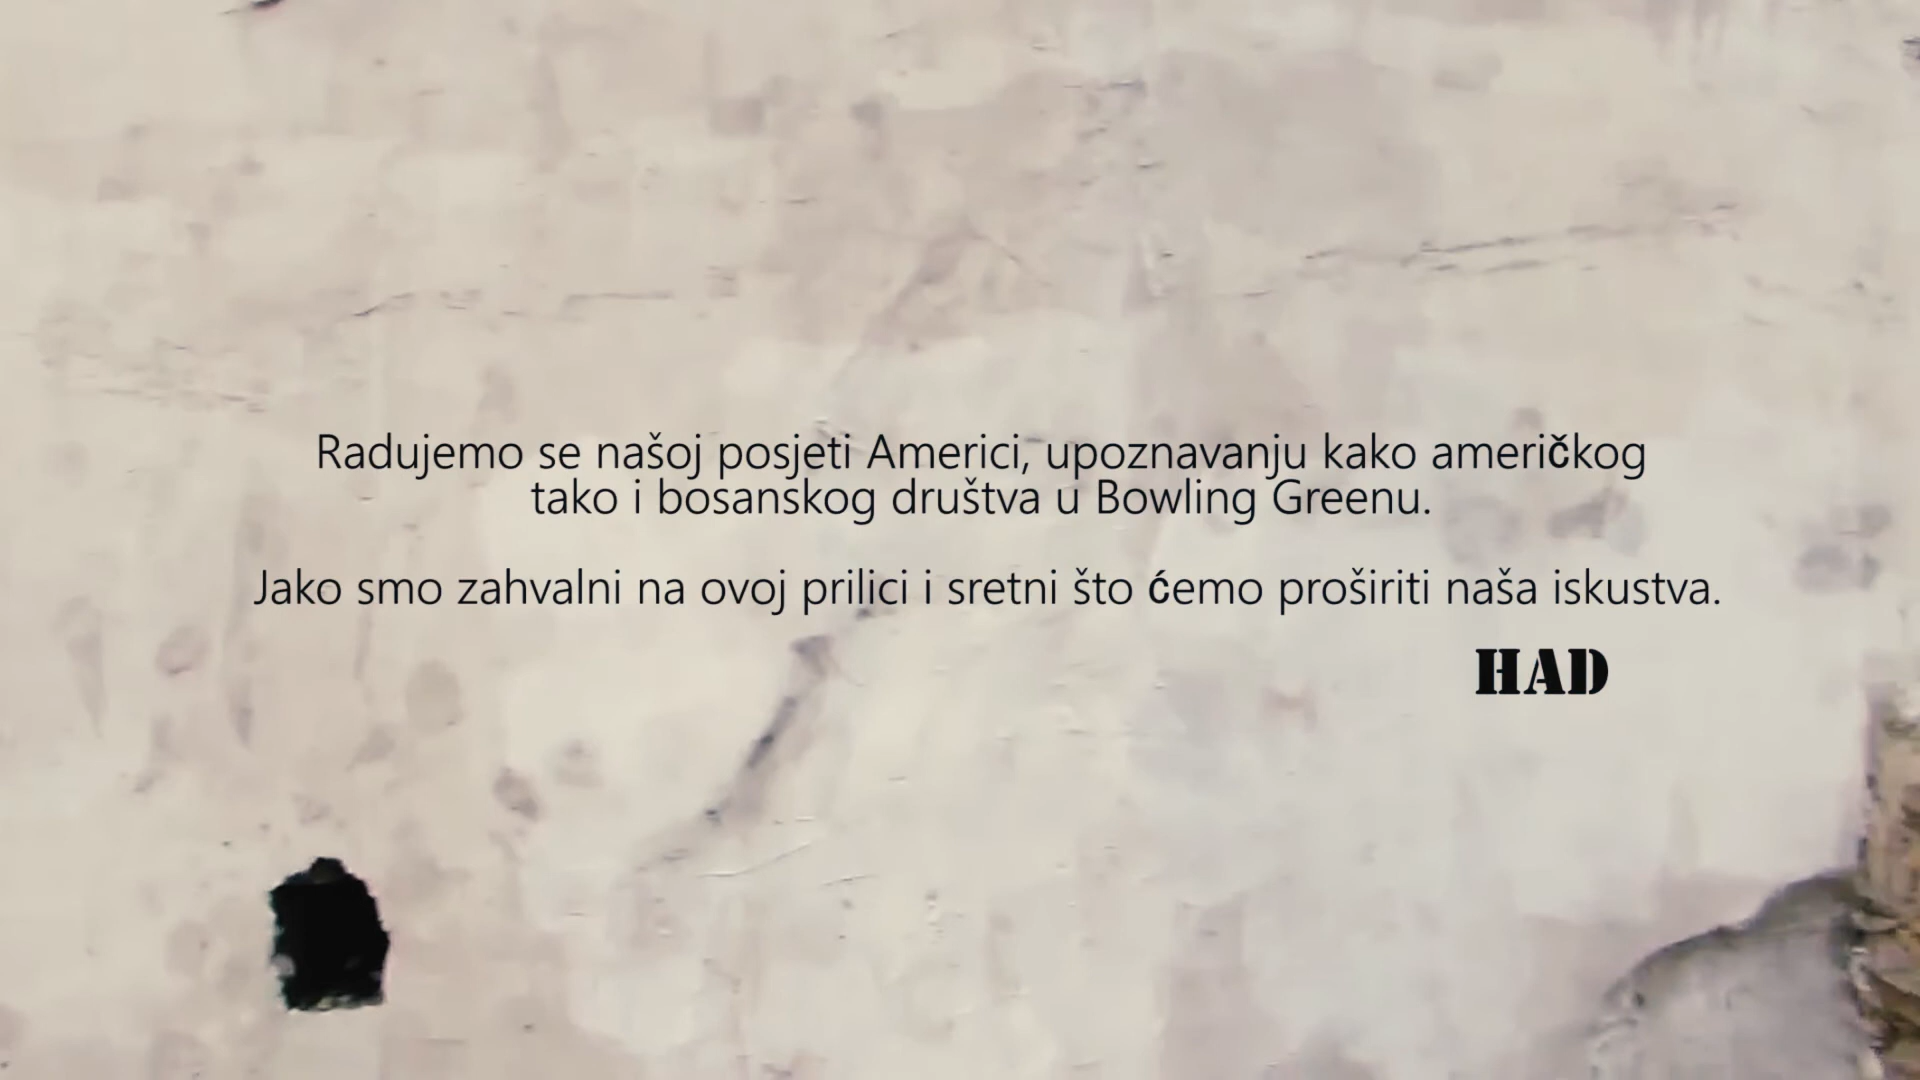 Radujemo se našoj posjeti Americi, upoznavanju kako američkog
tako i bosanskog društva u Bowling Greenu.
Jako smo zahvalni na ovoj prilici i sretni što ćemo proširiti naša iskustva.
HAD